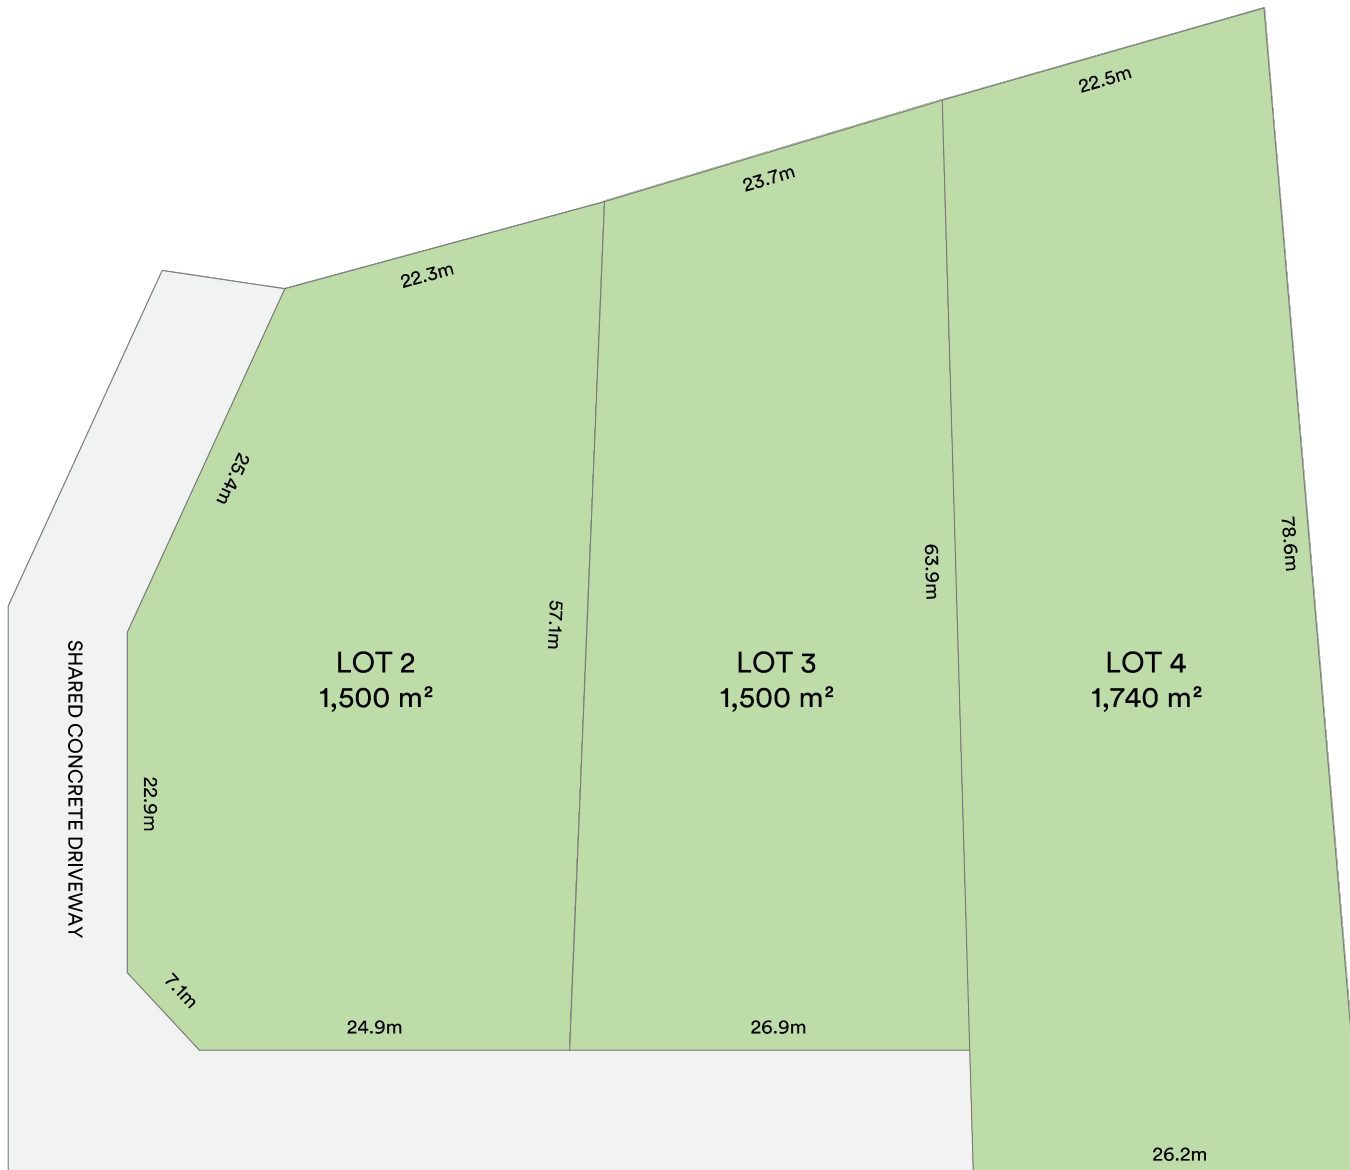 22.5m
23.7m
22.3m
25.4m
78.6m
63.9m
57.1m
SHARED CONCRETE DRIVEWAY
LOT 2
1,500 m²
LOT 3
1,500 m²
LOT 4
1,740 m²
22.9m
7.1m
24.9m
26.9m
26.2m